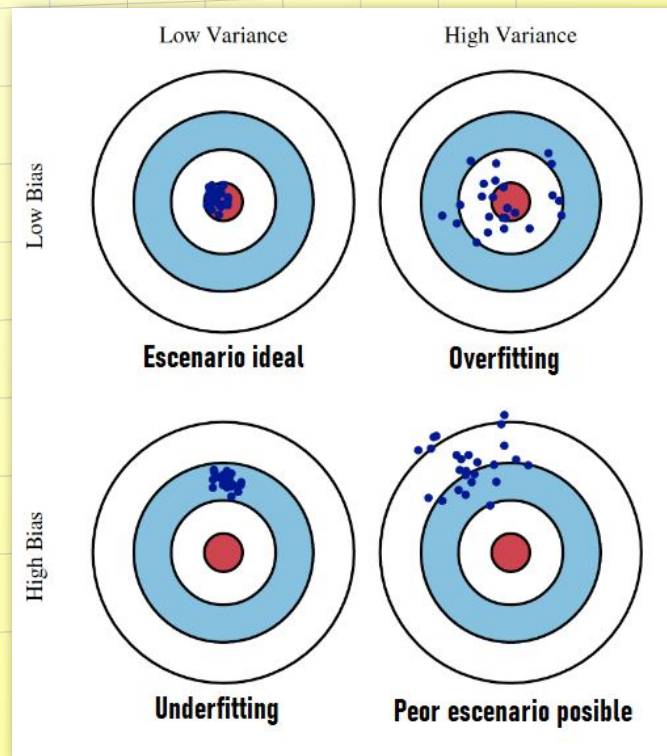 Low Variance
High Variance
Low Bias
Escenario ideal
Overfitting
High Bias
Underfitting
Peor escenario posible